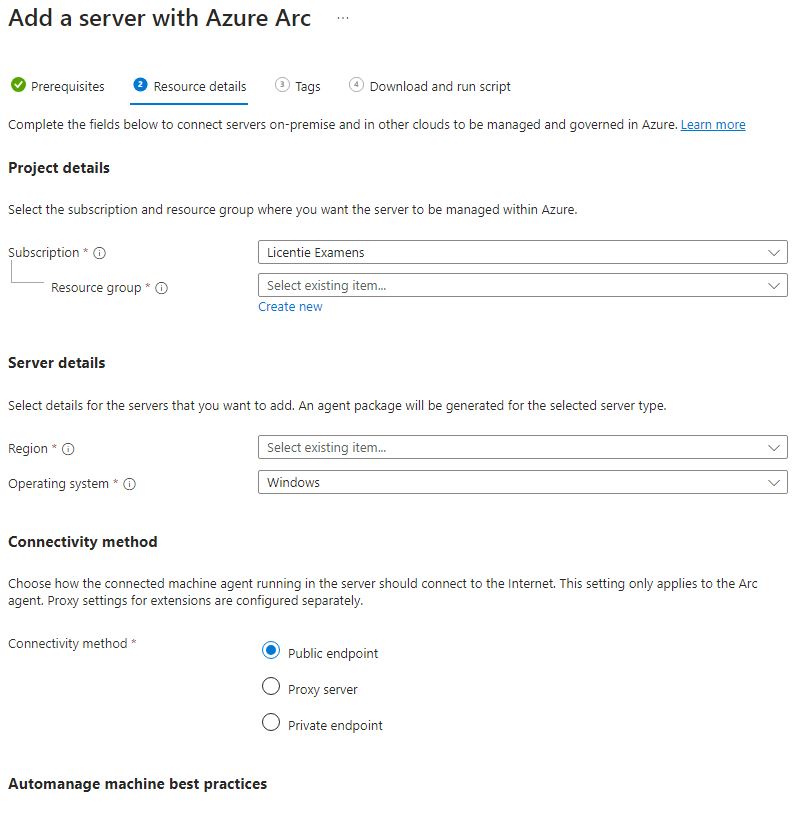 Add a server with Azure Arc ...
Prerequisites 2 Resource details 3 Tags 4 Download and run script
Complete the fields below to connect servers on-premise and in other clouds to be managed and governed in Azure. Learn more
Project details
Select the subscription and resource group where you want the server to be managed within Azure.
Subscription * Licentie Examens
Resource group * Select existing item...
Create new
Server details
Select details for the servers that you want to add. An agent package will be generated for the selected server type.
Region * Select existing item...
Operating system * Windows
Connectivity method
Choose how the connected machine agent running in the server should connect to the Internet. This setting only applies to the Arc
agent. Proxy settings for extensions are configured separately.
Connectivity method *
Public endpoint
Proxy server
Private endpoint
Automanage machine best practices